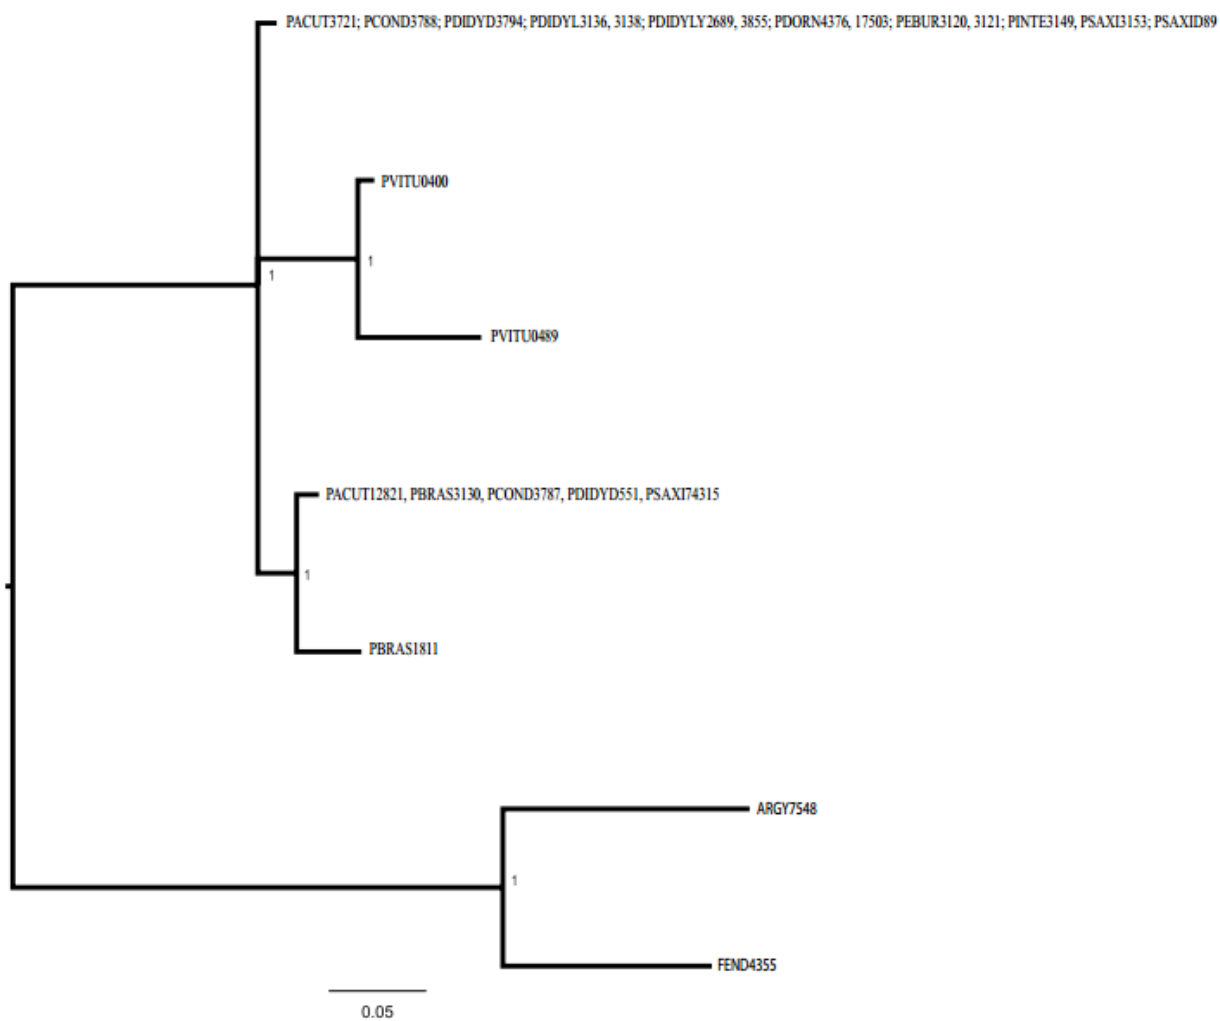 PACUT3721; PCOND3788; PDIDYD3794; PDIDYL3136, 3138; PDIDYLY2689, 3855; PDORN4376, 17503; PEBUR3120, 3121; PINTE3149, PSAXI3153; PSAXID89
PVITU0400
1
1
PVITU0489
PACUT12821, PBRAS3130, PCOND3787, PDIDYD551, PSAXI74315
1
PBRAS1811
ARGY7548
1
FEND4355
0.05